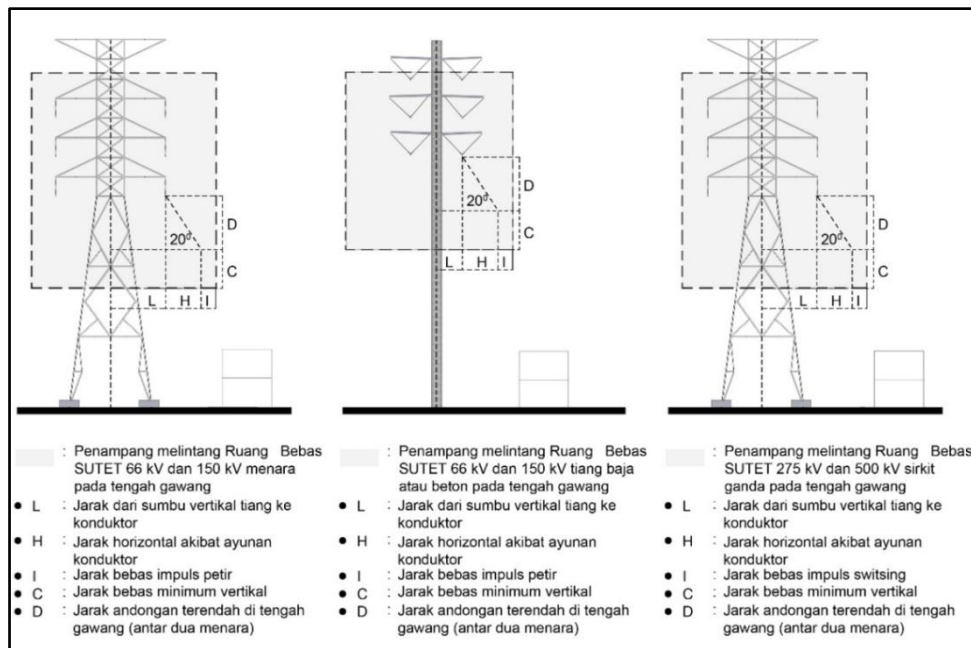 D
20⁰
C
L H I
D
20⁰
C
L H I
D
20⁰
C
L H I
: Penampang melintang Ruang Bebas
SUTET 66 kV dan 150 kV menara
pada tengah gawang
• L : Jarak dari sumbu vertikal tiang ke
konduktor
• H : Jarak horizontal akibat ayunan
konduktor
• I : Jarak bebas impuls petir
• C : Jarak bebas minimum vertikal
• D : Jarak andongan terendah di tengah
gawang (antar dua menara)
: Penampang melintang Ruang Bebas
SUTET 66 kV dan 150 kV tiang baja
atau beton pada tengah gawang
• L : Jarak dari sumbu vertikal tiang ke
konduktor
• H : Jarak horizontal akibat ayunan
konduktor
• I : Jarak bebas impuls petir
• C : Jarak bebas minimum vertikal
• D : Jarak andongan terendah di tengah
gawang (antar dua menara)
: Penampang melintang Ruang Bebas
SUTET 275 kV dan 500 kV sirkit
ganda pada tengah gawang
• L : Jarak dari sumbu vertikal tiang ke
konduktor
• H : Jarak horizontal akibat ayunan
konduktor
• I : Jarak bebas impuls switsing
• C : Jarak bebas minimum vertikal
• D : Jarak andongan terendah di tengah
gawang (antar dua menara)